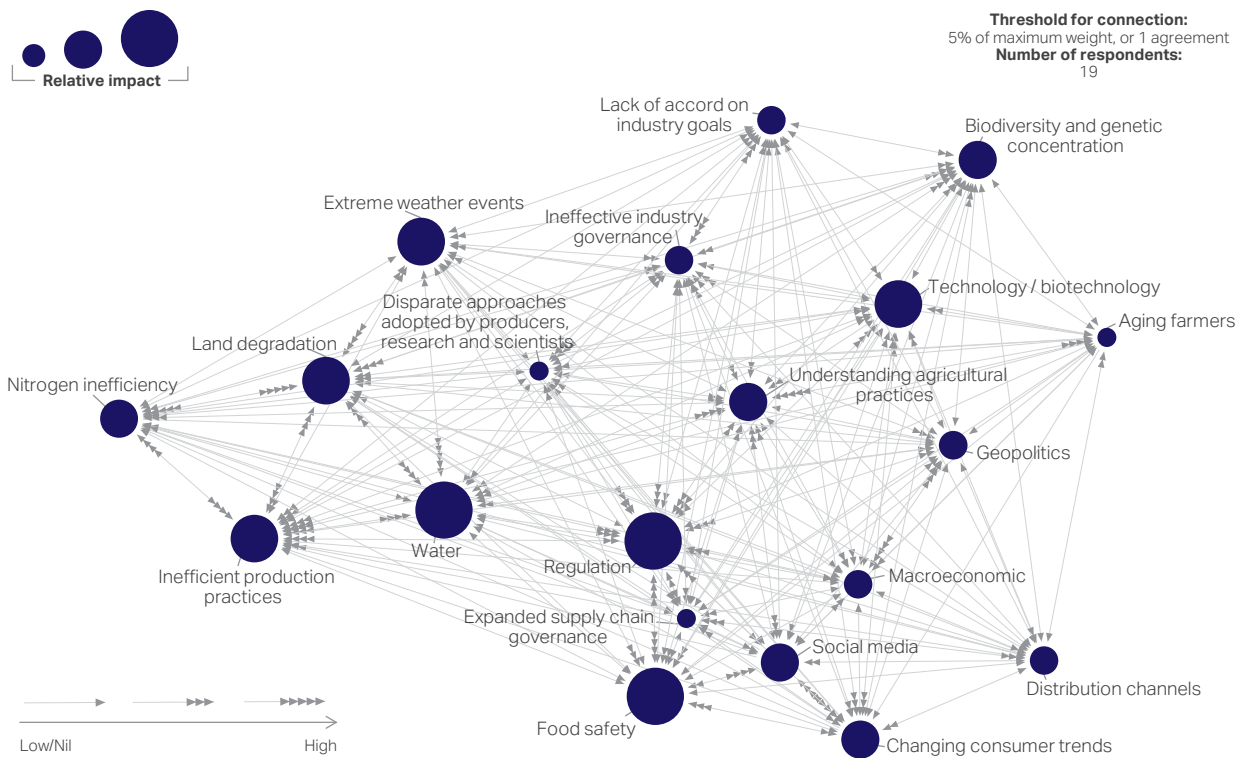 Threshold for connection:
5% of maximum weight, or 1 agreement
Number of respondents:
19
Relative impact
Lack of accord on
industry goals
Biodiversity and genetic
concentration
Extreme weather events
Ineffective industry
governance
Technology / biotechnology
Disparate approaches
adopted by producers,
research and scientists
Aging farmers
Land degradation
Understanding agricultural
practices
Nitrogen inefficiency
Geopolitics
Water
Regulation
Inefficient production
practices
Macroeconomic
Expanded supply chain
governance
Social media
Distribution channels
Food safety
Changing consumer trends
Low/Nil
High